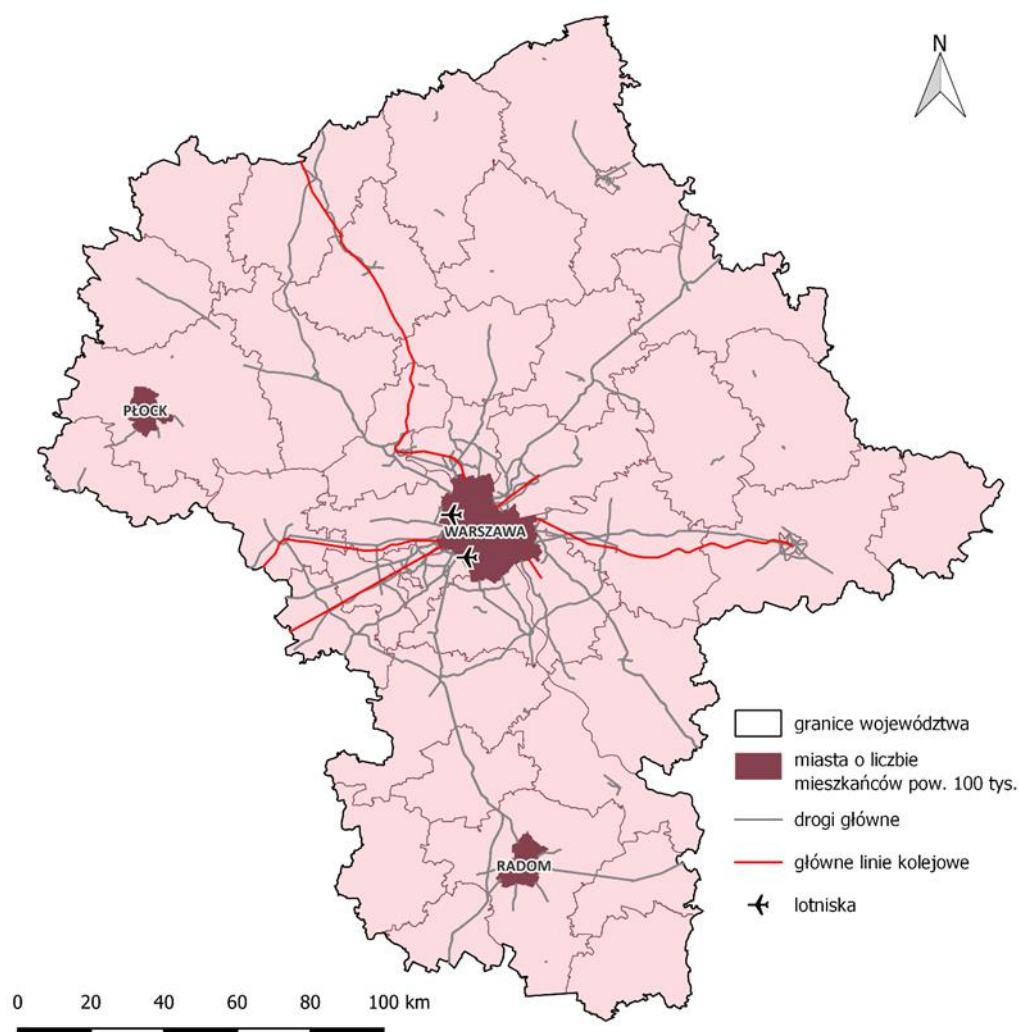 N
PŁOCK
WARSZAWA
RADOM
granice województwa
miasta o liczbie
mieszkańców pow. 100 tys.
drogi główne
główne linie kolejowe
lotniska
0 20 40 60 80 100 km